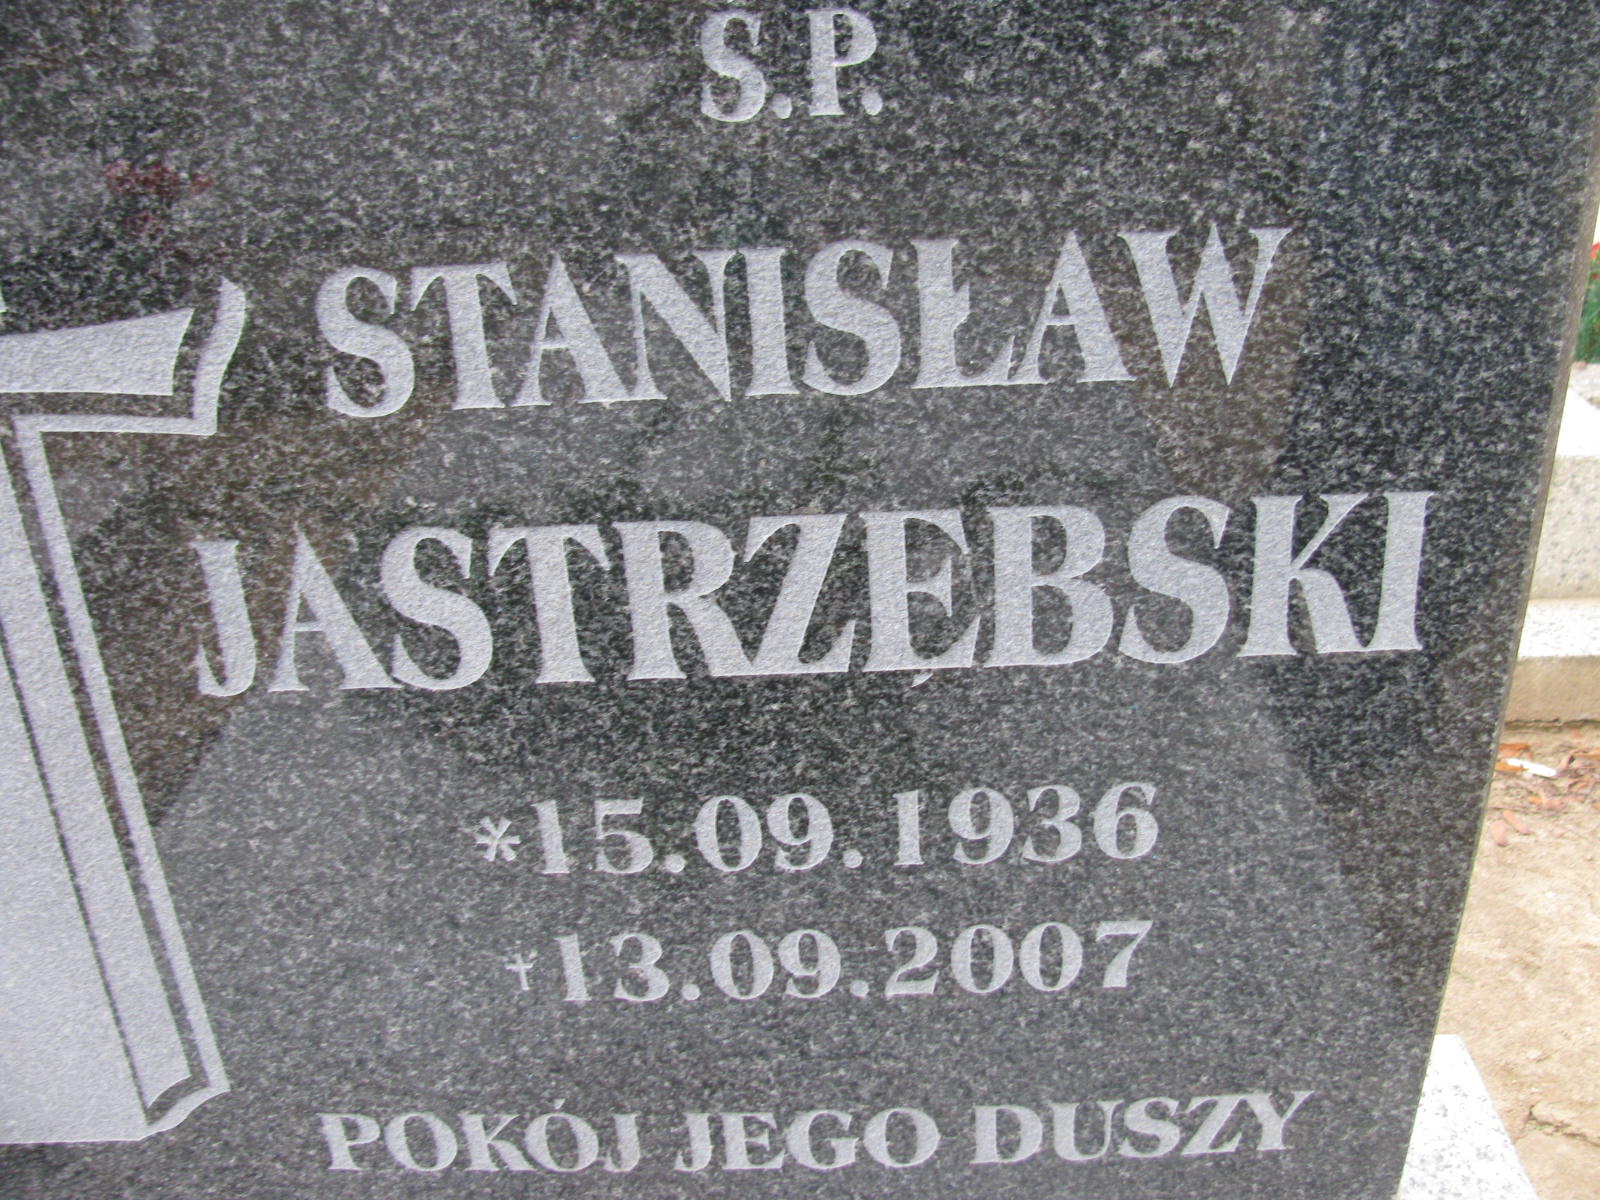 S.P.
STANISŁAW
JASTRZĘBSKI
*15.09.1936
†13.09.2007
POKÓJ JEGO DUSZY